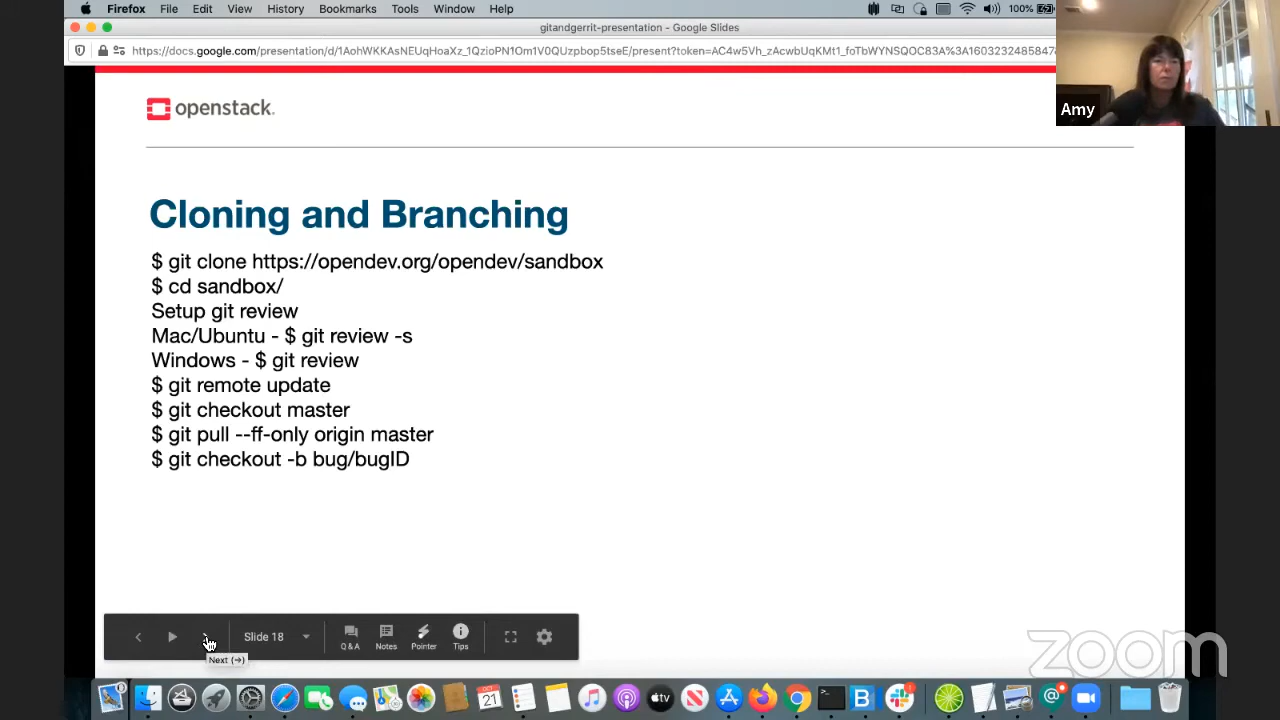 Firefox File Edit View History Bookmarks Tools Window Help 100%
gitandgerrit-presentation - Google Slides
Amy
openstack.
Cloning and Branching
$ git clone https://opendev.org/opendev/sandbox
$ cd sandbox/
Setup git review
Mac/Ubuntu - $ git review -s
Windows - $ git review
$ git remote update
$ git checkout master
$ git pull --ff-only origin master
$ git checkout -b bug/bugID
Slide 18
Q & A Notes Pointer Tips
Next (→)
zoom
OCT
21
tv